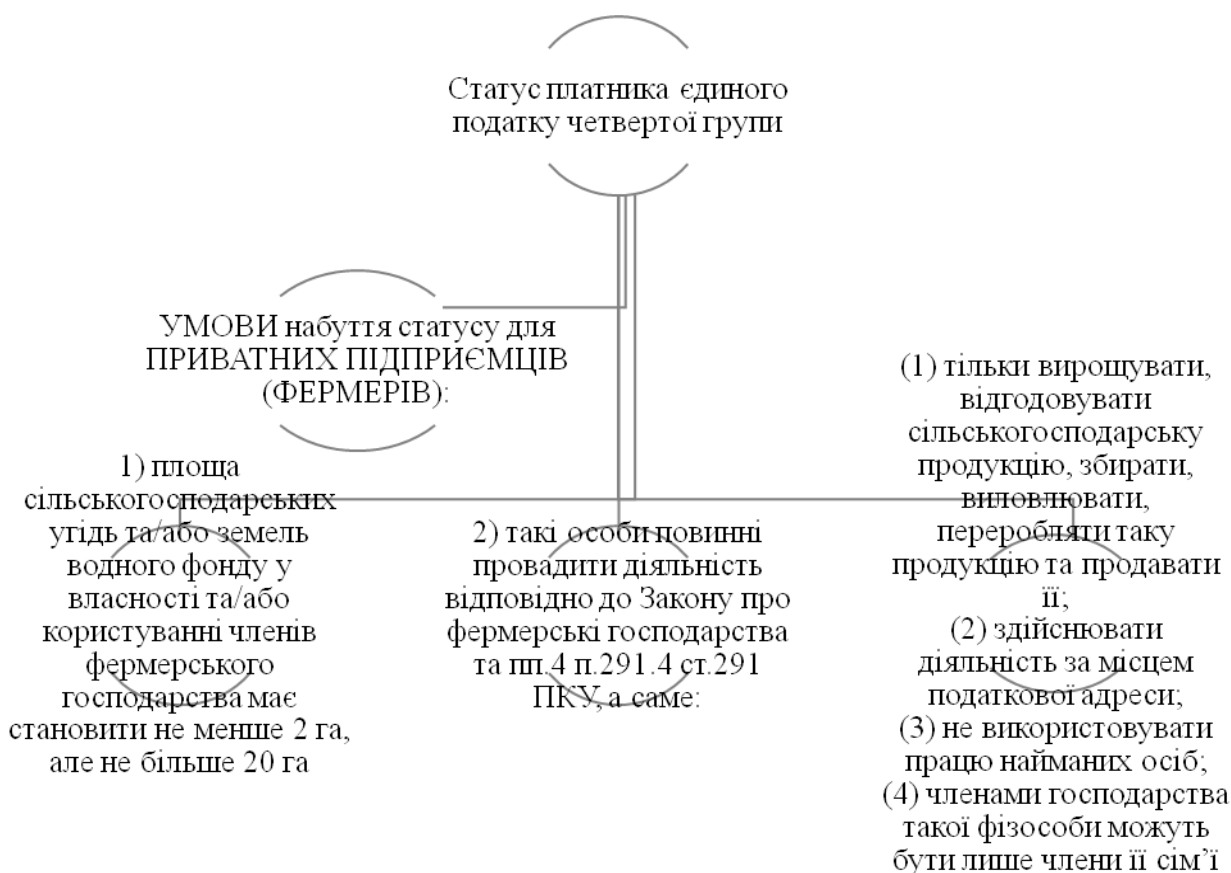 Статус платника єдиного
податку четвертої групи
УМОВИ набуття статусу для
ПРИВАТНИХ ПІДПРИЄМЦІВ
(ФЕРМЕРІВ):
1) площа
сільськогосподарських
угідь та/або земель
водного фонду у
власності та/або
користуванні членів
фермерського
господарства має
становити не менше 2 га,
але не більше 20 га
2) такі особи повинні
провадити діяльність
відповідно до Закону про
фермерські господарства
та пп.4 п.291.4 ст.291
ПКУ, а саме:
(1) тільки вирощувати,
відгодовувати
сільськогосподарську
продукцію, збирати,
виловлювати,
переробляти таку
продукцію та продавати
її;
(2) здійснювати
діяльність за місцем
податкової адреси;
(3) не використовувати
працю найманих осіб;
(4) членами господарства
такої фізособи можуть
бути лише члени її сім’ї